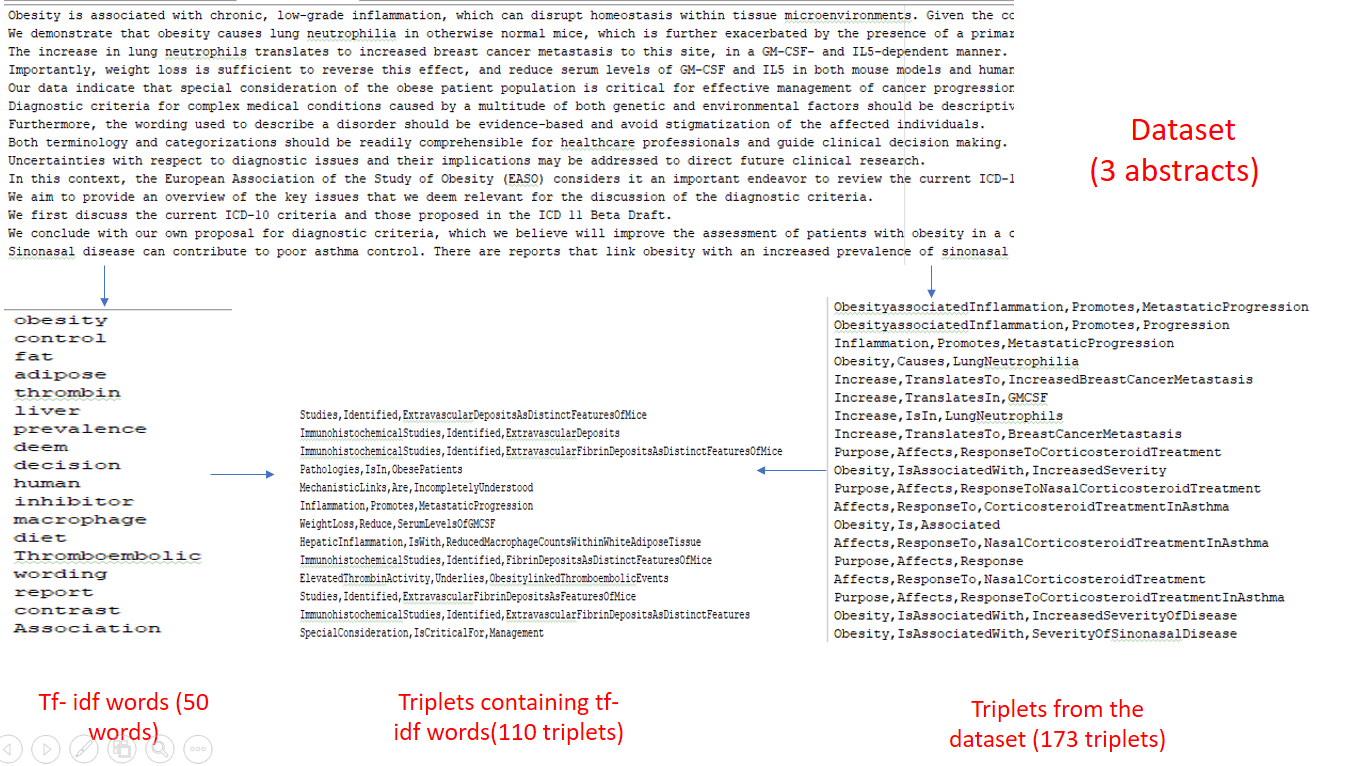 Obesity is associated with chronic, low-grade inflammation, which can disrupt homeostasis within tissue microenvironments. Given the co
We demonstrate that obesity causes lung neutrophilia in otherwise normal mice, which is further exacerbated by the presence of a primar
The increase in lung neutrophils translates to increased breast cancer metastasis to this site, in a GM-CSF- and IL5-dependent manner.
Importantly, weight loss is sufficient to reverse this effect, and reduce serum levels of GM-CSF and IL5 in both mouse models and human
Our data indicate that special consideration of the obese patient population is critical for effective management of cancer progression
Diagnostic criteria for complex medical conditions caused by a multitude of both genetic and environmental factors should be descriptiv
Furthermore, the wording used to describe a disorder should be evidence-based and avoid stigmatization of the affected individuals.
Both terminology and categorizations should be readily comprehensible for healthcare professionals and guide clinical decision making.
Uncertainties with respect to diagnostic issues and their implications may be addressed to direct future clinical research.
In this context, the European Association of the Study of Obesity (EASO) considers it an important endeavor to review the current ICD-1
We aim to provide an overview of the key issues that we deem relevant for the discussion of the diagnostic criteria.
We first discuss the current ICD-10 criteria and those proposed in the ICD 11 Beta Draft.
We conclude with our own proposal for diagnostic criteria, which we believe will improve the assessment of patients with obesity in a c
Sinonasal disease can contribute to poor asthma control. There are reports that link obesity with an increased prevalence of sinonasal
Dataset
(3 abstracts)
obesity
control
fat
adipose
thrombin
liver
prevalence
deem
decision
human
inhibitor
macrophage
diet
Thromboembolic
wording
report
contrast
Association
Studies,Identified,ExtravascularDepositsAsDistinctFeaturesOfMice
ImmunohistochemicalStudies,Identified,ExtravascularDeposits
ImmunohistochemicalStudies,Identified,ExtravascularFibrinDepositsAsDistinctFeaturesOfMice
Pathologies,IsIn,ObesePatients
MechanisticLinks,Are,IncompletelyUnderstood
Inflammation,Promotes,MetastaticProgression
WeightLoss,Reduce,SerumLevelsOfGMCSF
HepaticInflammation,IsWith,ReducedMacrophageCountsWithinWhiteAdiposeTissue
ImmunohistochemicalStudies,Identified,FibrinDepositsAsDistinctFeaturesOfMice
ElevatedThrombinActivity,Underlies,ObesitylinkedThromboembolicEvents
Studies,Identified,ExtravascularFibrinDepositsAsFeaturesOfMice
ImmunohistochemicalStudies,Identified,ExtravascularFibrinDepositsAsDistinctFeatures
SpecialConsideration,IsCriticalFor,Management
ObesityassociatedInflammation,Promotes,MetastaticProgression
ObesityassociatedInflammation,Promotes,Progression
Inflammation,Promotes,MetastaticProgression
Obesity,Causes,LungNeutrophilia
Increase,TranslatesTo,IncreasedBreastCancerMetastasis
Increase,TranslatesIn,GMCSF
Increase,IsIn,LungNeutrophils
Increase,TranslatesTo,BreastCancerMetastasis
Purpose,Affects,ResponseToCorticosteroidTreatment
Obesity,IsAssociatedWith,IncreasedSeverity
Purpose,Affects,ResponseToNasalCorticosteroidTreatment
Affects,ResponseTo,CorticosteroidTreatmentInAsthma
Obesity,Is,Associated
Affects,ResponseTo,NasalCorticosteroidTreatmentInAsthma
Purpose,Affects,Response
Affects,ResponseTo,NasalCorticosteroidTreatment
Purpose,Affects,ResponseToCorticosteroidTreatmentInAsthma
Obesity,IsAssociatedWith,IncreasedSeverityOfDisease
Obesity,IsAssociatedWith,SeverityOfSinonasalDisease
Tf- idf words (50
words)
Triplets containing tf-
idf words(110 triplets)
Triplets from the
dataset (173 triplets)